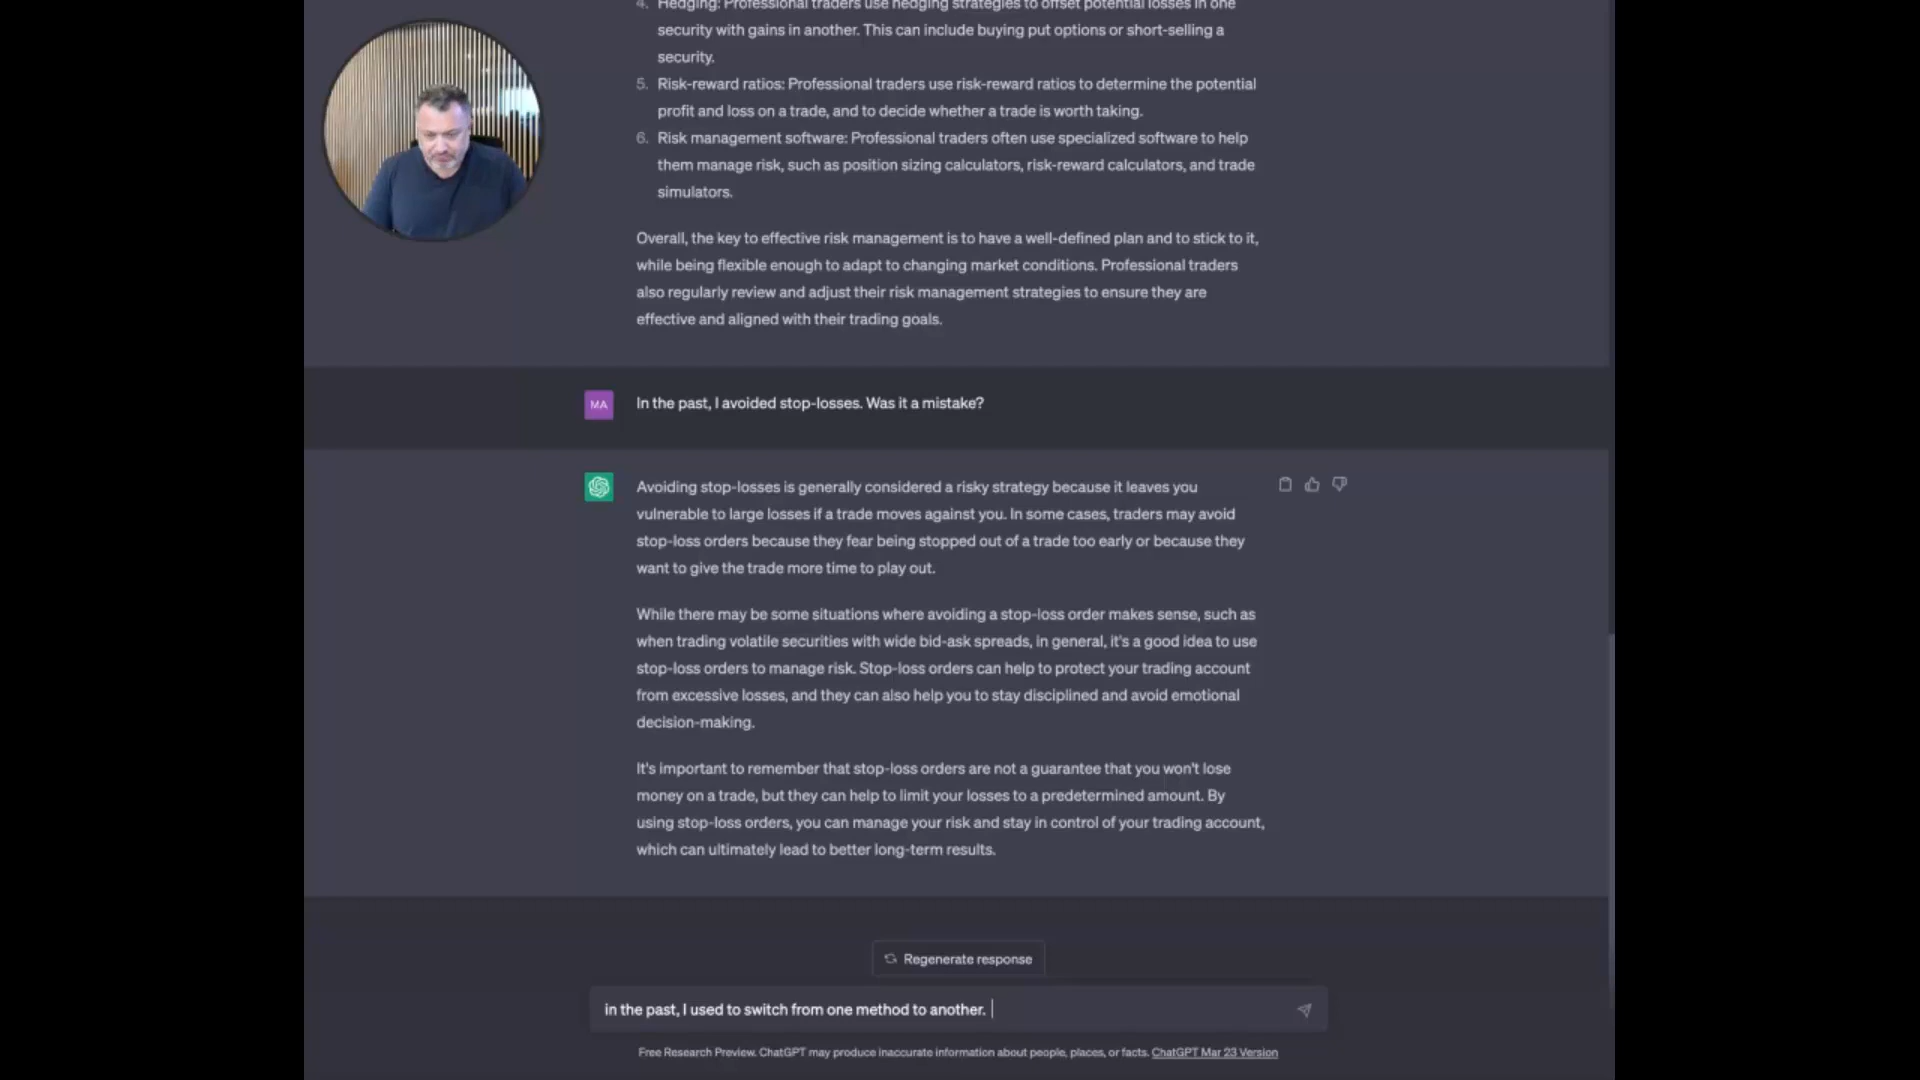 4. Hedging: Professional traders use hedging strategies to offset potential losses in one
security with gains in another. This can include buying put options or short-selling a
security.
5. Risk-reward ratios: Professional traders use risk-reward ratios to determine the potential
profit and loss on a trade, and to decide whether a trade is worth taking.
6. Risk management software: Professional traders often use specialized software to help
them manage risk, such as position sizing calculators, risk-reward calculators, and trade
simulators.
Overall, the key to effective risk management is to have a well-defined plan and to stick to it,
while being flexible enough to adapt to changing market conditions. Professional traders
also regularly review and adjust their risk management strategies to ensure they are
effective and aligned with their trading goals.
MA In the past, I avoided stop-losses. Was it a mistake?
Avoiding stop-losses is generally considered a risky strategy because it leaves you
vulnerable to large losses if a trade moves against you. In some cases, traders may avoid
stop-loss orders because they fear being stopped out of a trade too early or because they
want to give the trade more time to play out.
While there may be some situations where avoiding a stop-loss order makes sense, such as
when trading volatile securities with wide bid-ask spreads, in general, it's a good idea to use
stop-loss orders to manage risk. Stop-loss orders can help to protect your trading account
from excessive losses, and they can also help you to stay disciplined and avoid emotional
decision-making.
It's important to remember that stop-loss orders are not a guarantee that you won't lose
money on a trade, but they can help to limit your losses to a predetermined amount. By
using stop-loss orders, you can manage your risk and stay in control of your trading account,
which can ultimately lead to better long-term results.
Regenerate response
in the past, I used to switch from one method to another.
Free Research Preview. ChatGPT may produce inaccurate information about people, places, or facts. ChatGPT Mar 23 Version